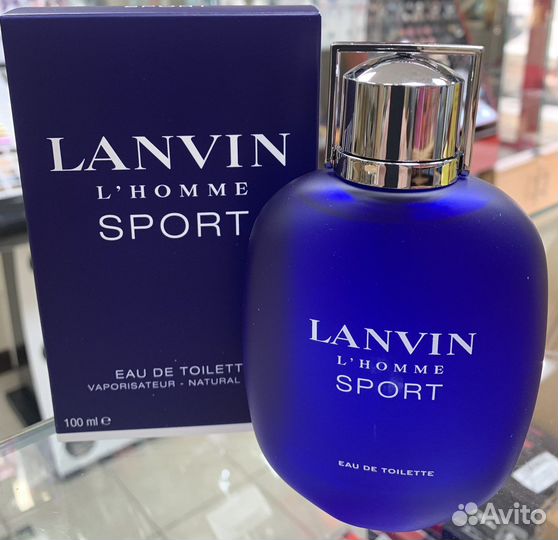 LANVIN
L'HOMME
SPORT
EAU DE TOILETT
VAPORISATEUR - NATURAL
100 ml e
LANVIN
L'HOMME
SPORT
EAU DE TOILETTE
Avito